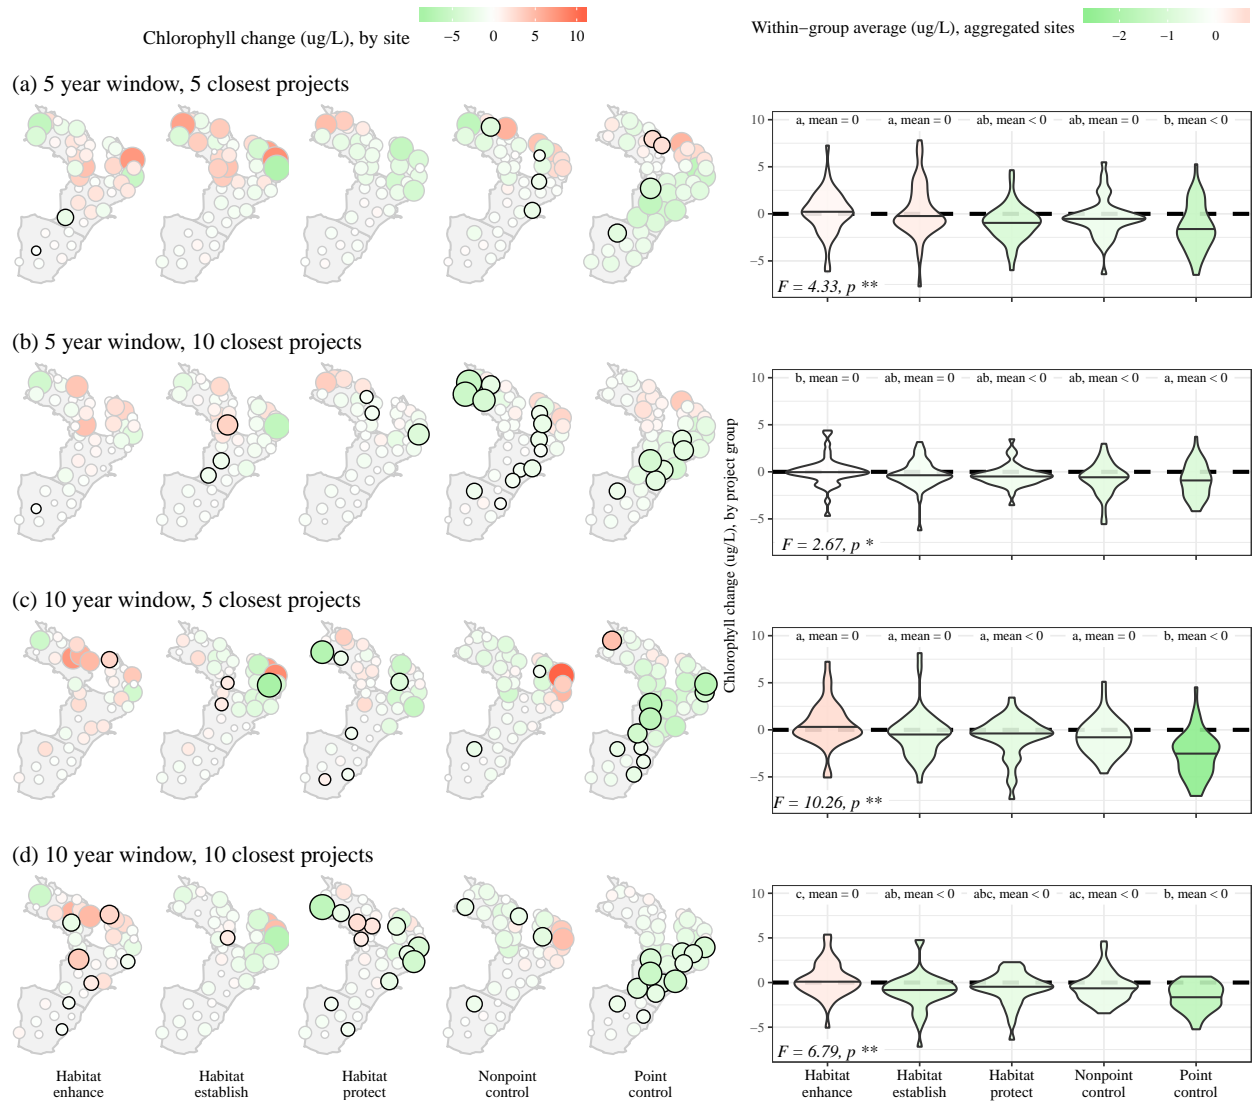 Chlorophyll change (ug/L), by site
−5 0 5 10
Within−group average (ug/L), aggregated sites
−2 −1 0
(a) 5 year window, 5 closest projects
10
5
0
−5
a, mean = 0 a, mean = 0 ab, mean < 0 ab, mean = 0 b, mean < 0
F = 4.33, p **
(b) 5 year window, 10 closest projects
10
5
0
−5
b, mean = 0 ab, mean = 0 ab, mean < 0 ab, mean < 0 a, mean < 0
F = 2.67, p *
Chlorophyll change (ug/L), by project group
(c) 10 year window, 5 closest projects
10
5
0
−5
a, mean = 0 a, mean = 0 a, mean < 0 a, mean = 0 b, mean < 0
F = 10.26, p **
(d) 10 year window, 10 closest projects
10
5
0
−5
c, mean = 0 ab, mean < 0 abc, mean < 0 ac, mean < 0 b, mean < 0
F = 6.79, p **
Habitat Habitat Habitat Nonpoint Point
enhance establish protect control control
Habitat Habitat Habitat Nonpoint Point
enhance establish protect control control